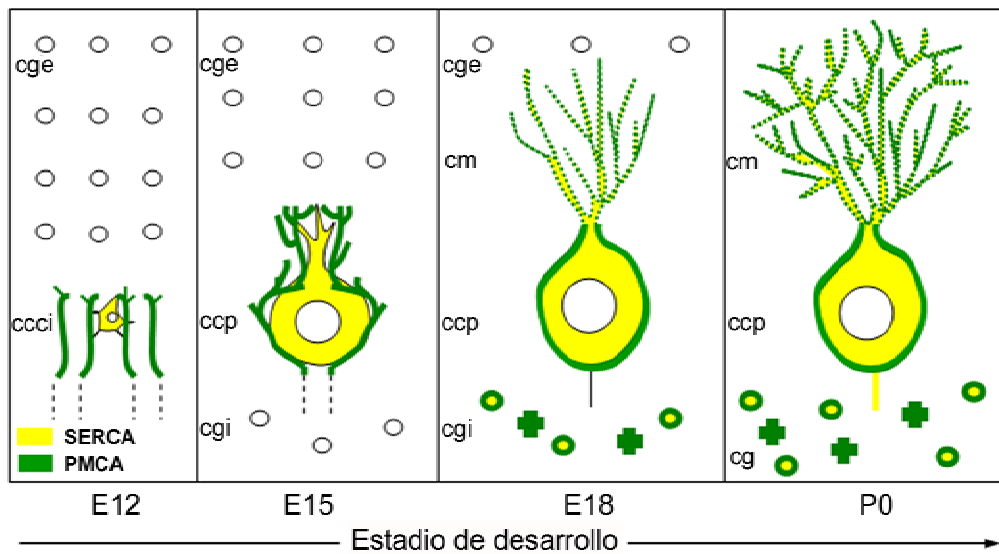 cge
ccci
SERCA
PMCA
cge
ccp
cgi
cge
cm
ccp
cgi
cm
ccp
cg
E12
E15
E18
P0
Estadio de desarrollo